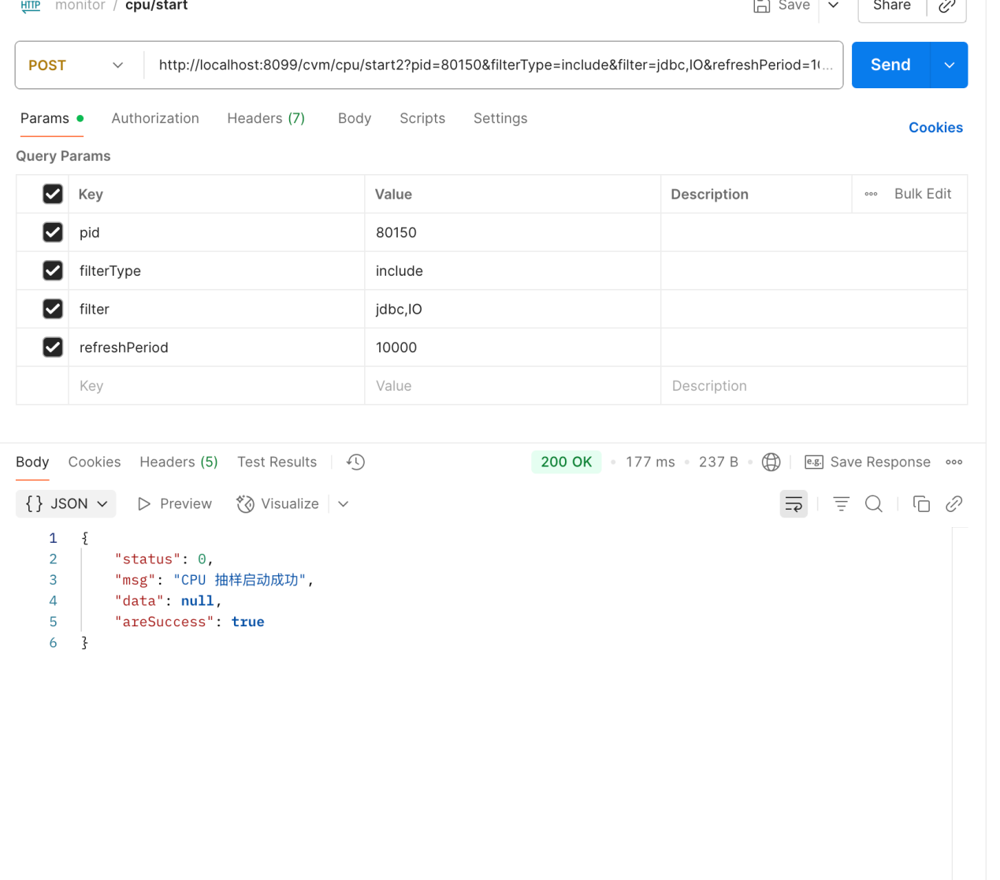 HTTP monitor / cpu/start Save Share
POST http://localhost:8099/cvm/cpu/start2?pid=80150&filterType=include&filter=jdbc,IO&refreshPeriod=1( ... Send
Params Authorization Headers (7) Body Scripts Settings
Cookies
Query Params
Key Value Description Bulk Edit
pid 80150
filterType include
filter jdbc,IO
refreshPeriod 10000
Key Value Description
Body Cookies Headers (5) Test Results 200 OK 177 ms 237 B e.g. Save Response
{} JSON Preview Visualize
1 {
2 "status": 0,
3 "msg": "CPU 抽样启动成功",
4 "data": null,
5 "areSuccess": true
6 }